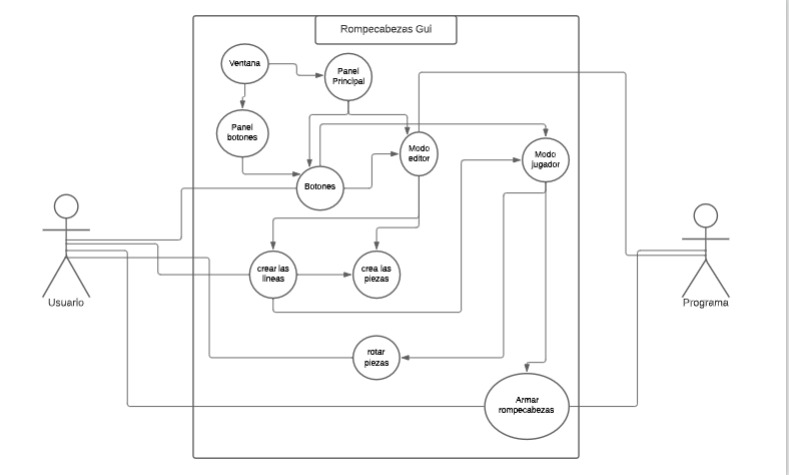 Rompecabezas Gui
Ventana
Panel
Principal
Panel
botones
Modo
editor
Modo
jugador
Botones
crear las
lineas
crea las
piezas
Usuario
Programa
rotar
piezas
Armar
rompecabezas